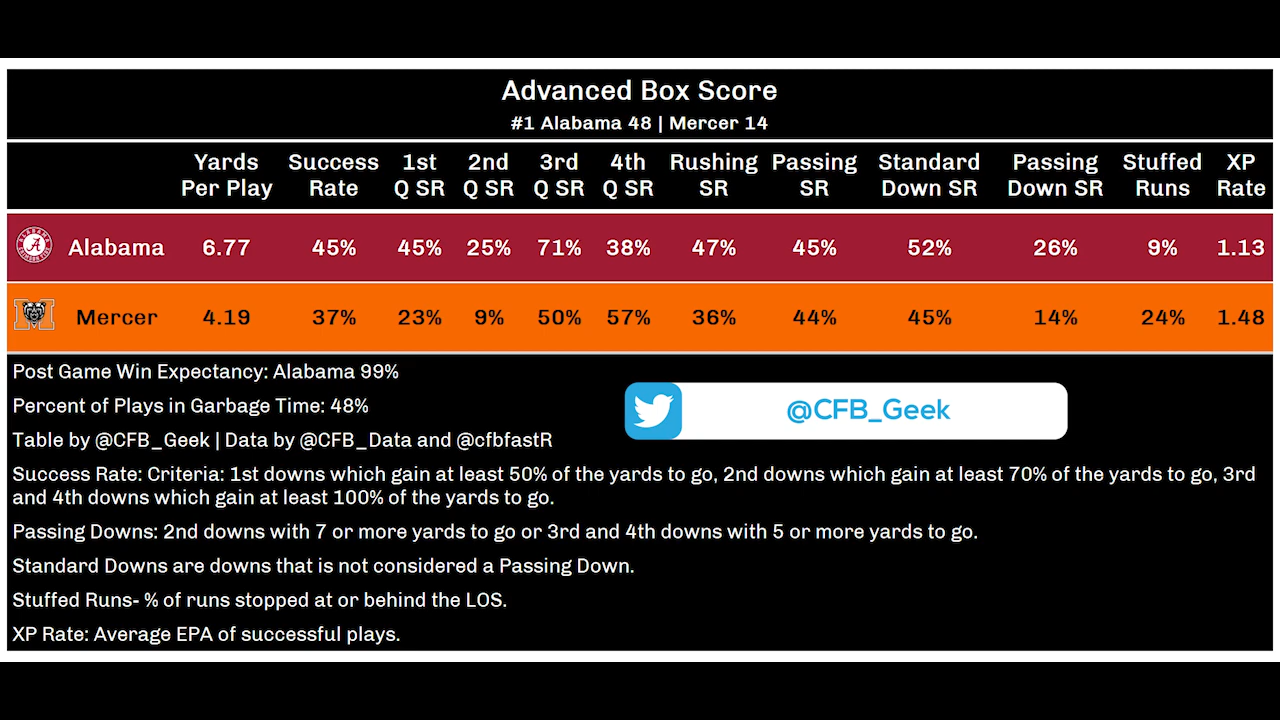 Advanced Box Score
#1 Alabama 48 | Mercer 14
Yards Per Play Success Rate 1st Q SR 2nd Q SR 3rd Q SR 4th Q SR Rushing SR Passing SR Standard Down SR Passing Down SR Stuffed Runs XP Rate
Alabama 6.77 45% 45% 25% 71% 38% 47% 45% 52% 26% 9% 1.13
Mercer 4.19 37% 23% 9% 50% 57% 36% 44% 45% 14% 24% 1.48
Post Game Win Expectancy: Alabama 99%
Percent of Plays in Garbage Time: 48%
@CFB_Geek
Table by @CFB_Geek | Data by @CFB_Data and @cfbfastR
Success Rate: Criteria: 1st downs which gain at least 50% of the yards to go, 2nd downs which gain at least 70% of the yards to go, 3rd
and 4th downs which gain at least 100% of the yards to go.
Passing Downs: 2nd downs with 7 or more yards to go or 3rd and 4th downs with 5 or more yards to go.
Standard Downs are downs that is not considered a Passing Down.
Stuffed Runs- % of runs stopped at or behind the LOS.
XP Rate: Average EPA of successful plays.